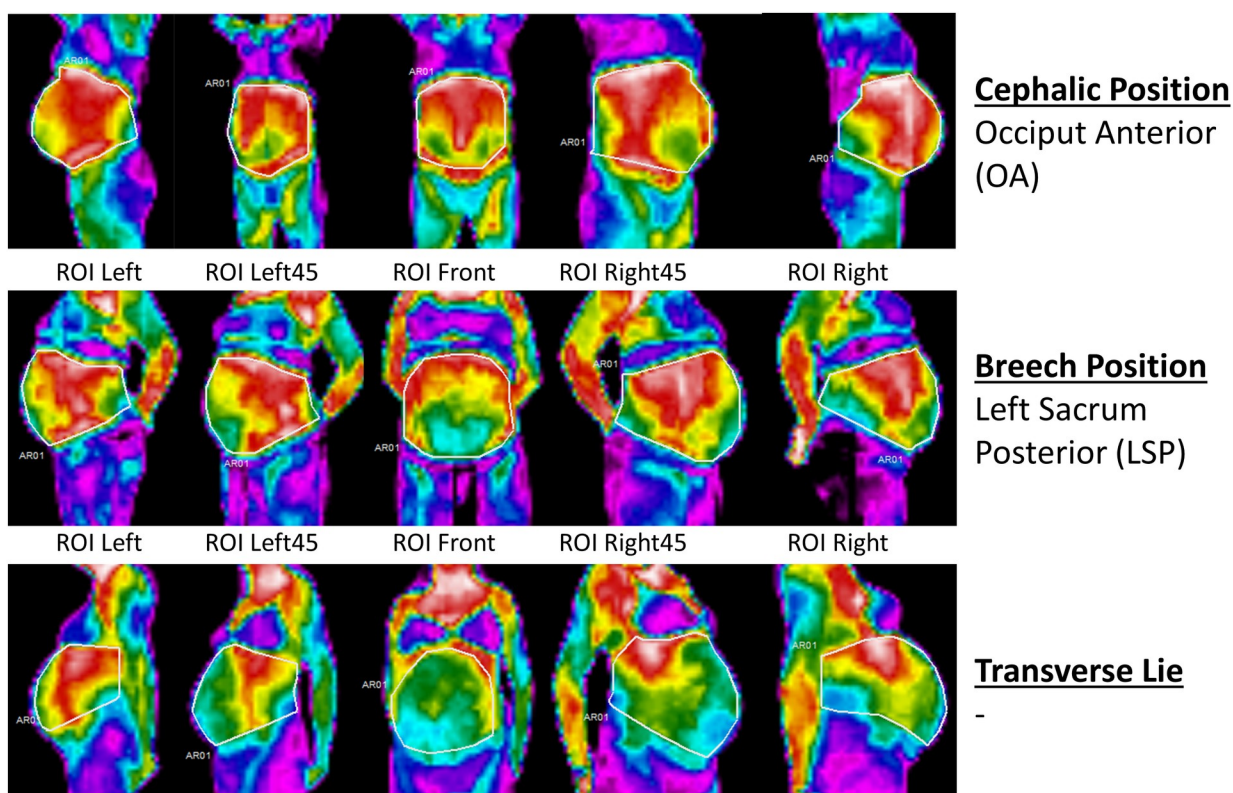 AR01
AR01
AR01
AR01
AR01
Cephalic Position
Occiput Anterior
(OA)
ROI Left
ROI Left45
ROI Front
ROI Right45
ROI Right
AR01
AR01
AR01
AR01
AR01
Breech Position
Left Sacrum
Posterior (LSP)
ROI Left
ROI Left45
ROI Front
ROI Right45
ROI Right
AR01
AR01
AR01
AR01
AR01
Transverse Lie
-